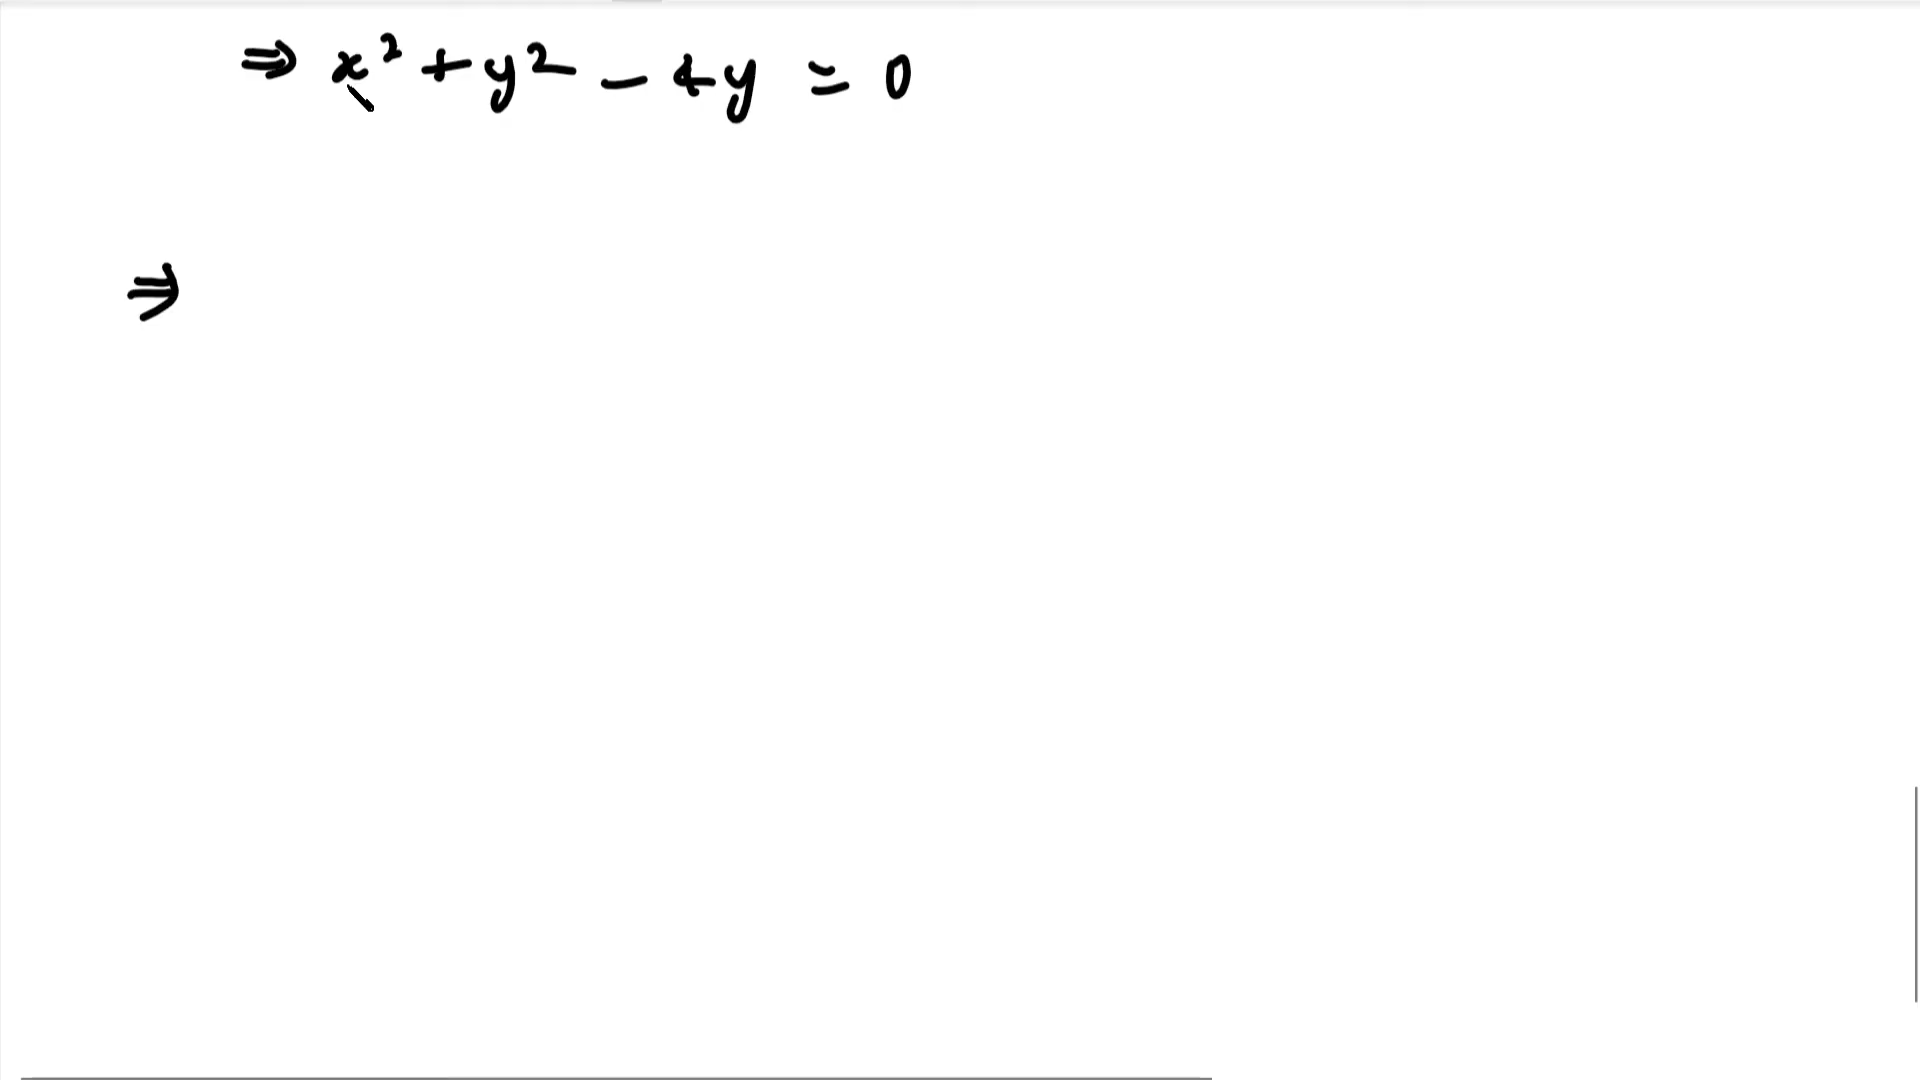 ⇒ x² + y² - 4y = 0
⇒